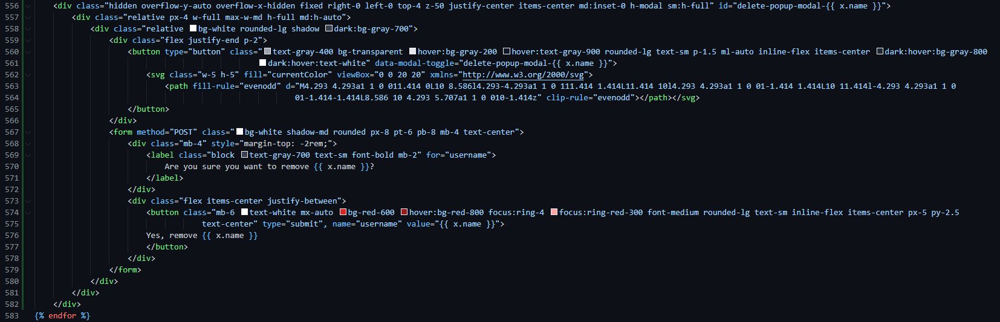 556 <div class="hidden overflow-y-auto overflow-x-hidden fixed right-0 left-0 top-4 z-50 justify-center items-center md:inset-0 h-modal sm:h-full" id="delete-popup-modal-{{ x.name }}">
557 <div class="relative px-4 w-full max-w-md h-full md:h-auto">
558 <div class="relative bg-white rounded-lg shadow dark:bg-gray-700">
559 <div class="flex justify-end p-2">
560 <button type="button" class="text-gray-400 bg-transparent hover:bg-gray-200 hover:text-gray-900 rounded-lg text-sm p-1.5 ml-auto inline-flex items-center dark:hover:bg-gray-800
561 dark:hover:text-white" data-modal-toggle="delete-popup-modal-{{ x.name }}">
562 <svg class="w-5 h-5" fill="currentColor" viewBox="0 0 20 20" xmlns="http://www.w3.org/2000/svg">
563 <path fill-rule="evenodd" d="M4.293 4.293a1 1 0 011.414 0L10 8.586l4.293-4.293a1 1 0 111.414 1.414L11.414 10l4.293 4.293a1 1 0 01-1.414 1.414L10 11.414l-4.293 4.293a1 1 0
564 01-1.414-1.414L8.586 10 4.293 5.707a1 1 0 010-1.414z" clip-rule="evenodd"></path></svg>
565 </button>
566 </div>
567 <form method="POST" class="bg-white shadow-md rounded px-8 pt-6 pb-8 mb-4 text-center">
568 <div class="mb-4" style="margin-top: -2rem;">
569 <label class="block text-gray-700 text-sm font-bold mb-2" for="username">
570 Are you sure you want to remove {{ x.name }}?
571 </label>
572 </div>
573 <div class="flex items-center justify-between">
574 <button class="mb-6 text-white mx-auto bg-red-600 hover:bg-red-800 focus:ring-4 focus:ring-red-300 font-medium rounded-lg text-sm inline-flex items-center px-5 py-2.5
575 text-center" type="submit", name="username" value="{{ x.name }}">
576 Yes, remove {{ x.name }}
577 </button>
578 </div>
579 </form>
580 </div>
581 </div>
582 </div>
583 {% endfor %}